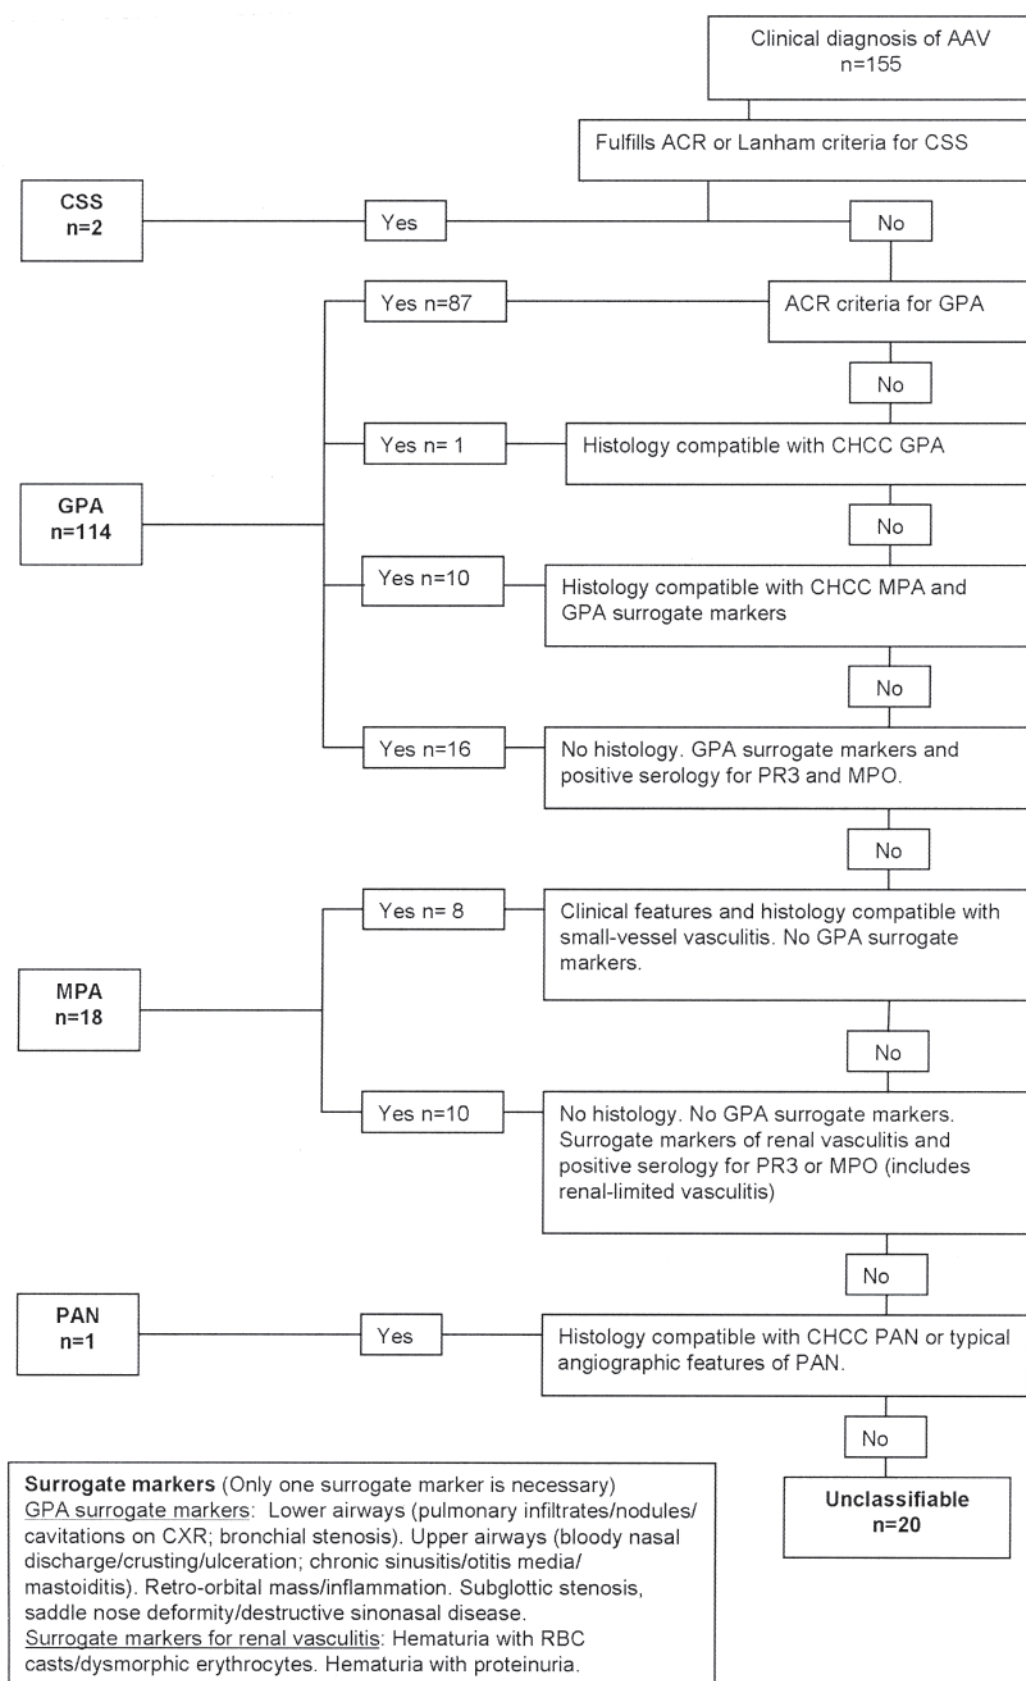 Clinical diagnosis of AAV
n=155
Fulfills ACR or Lanham criteria for CSS
CSS
n=2
Yes
No
Yes n=87
ACR criteria for GPA
No
Yes n= 1
Histology compatible with CHCC GPA
GPA
n=114
No
Yes n=10
Histology compatible with CHCC MPA and
GPA surrogate markers
No
Yes n=16
No histology. GPA surrogate markers and
positive serology for PR3 and MPO.
No
Yes n= 8
Clinical features and histology compatible with
small-vessel vasculitis. No GPA surrogate
markers.
MPA
n=18
No
Yes n=10
No histology. No GPA surrogate markers.
Surrogate markers of renal vasculitis and
positive serology for PR3 or MPO (includes
renal-limited vasculitis)
No
PAN
n=1
Yes
Histology compatible with CHCC PAN or typical
angiographic features of PAN.
No
Unclassifiable
n=20
Surrogate markers (Only one surrogate marker is necessary)
GPA surrogate markers: Lower airways (pulmonary infiltrates/nodules/
cavitations on CXR; bronchial stenosis). Upper airways (bloody nasal
discharge/crusting/ulceration; chronic sinusitis/otitis media/
mastoiditis). Retro-orbital mass/inflammation. Subglottic stenosis,
saddle nose deformity/destructive sinonasal disease.
Surrogate markers for renal vasculitis: Hematuria with RBC
casts/dysmorphic erythrocytes. Hematuria with proteinuria.